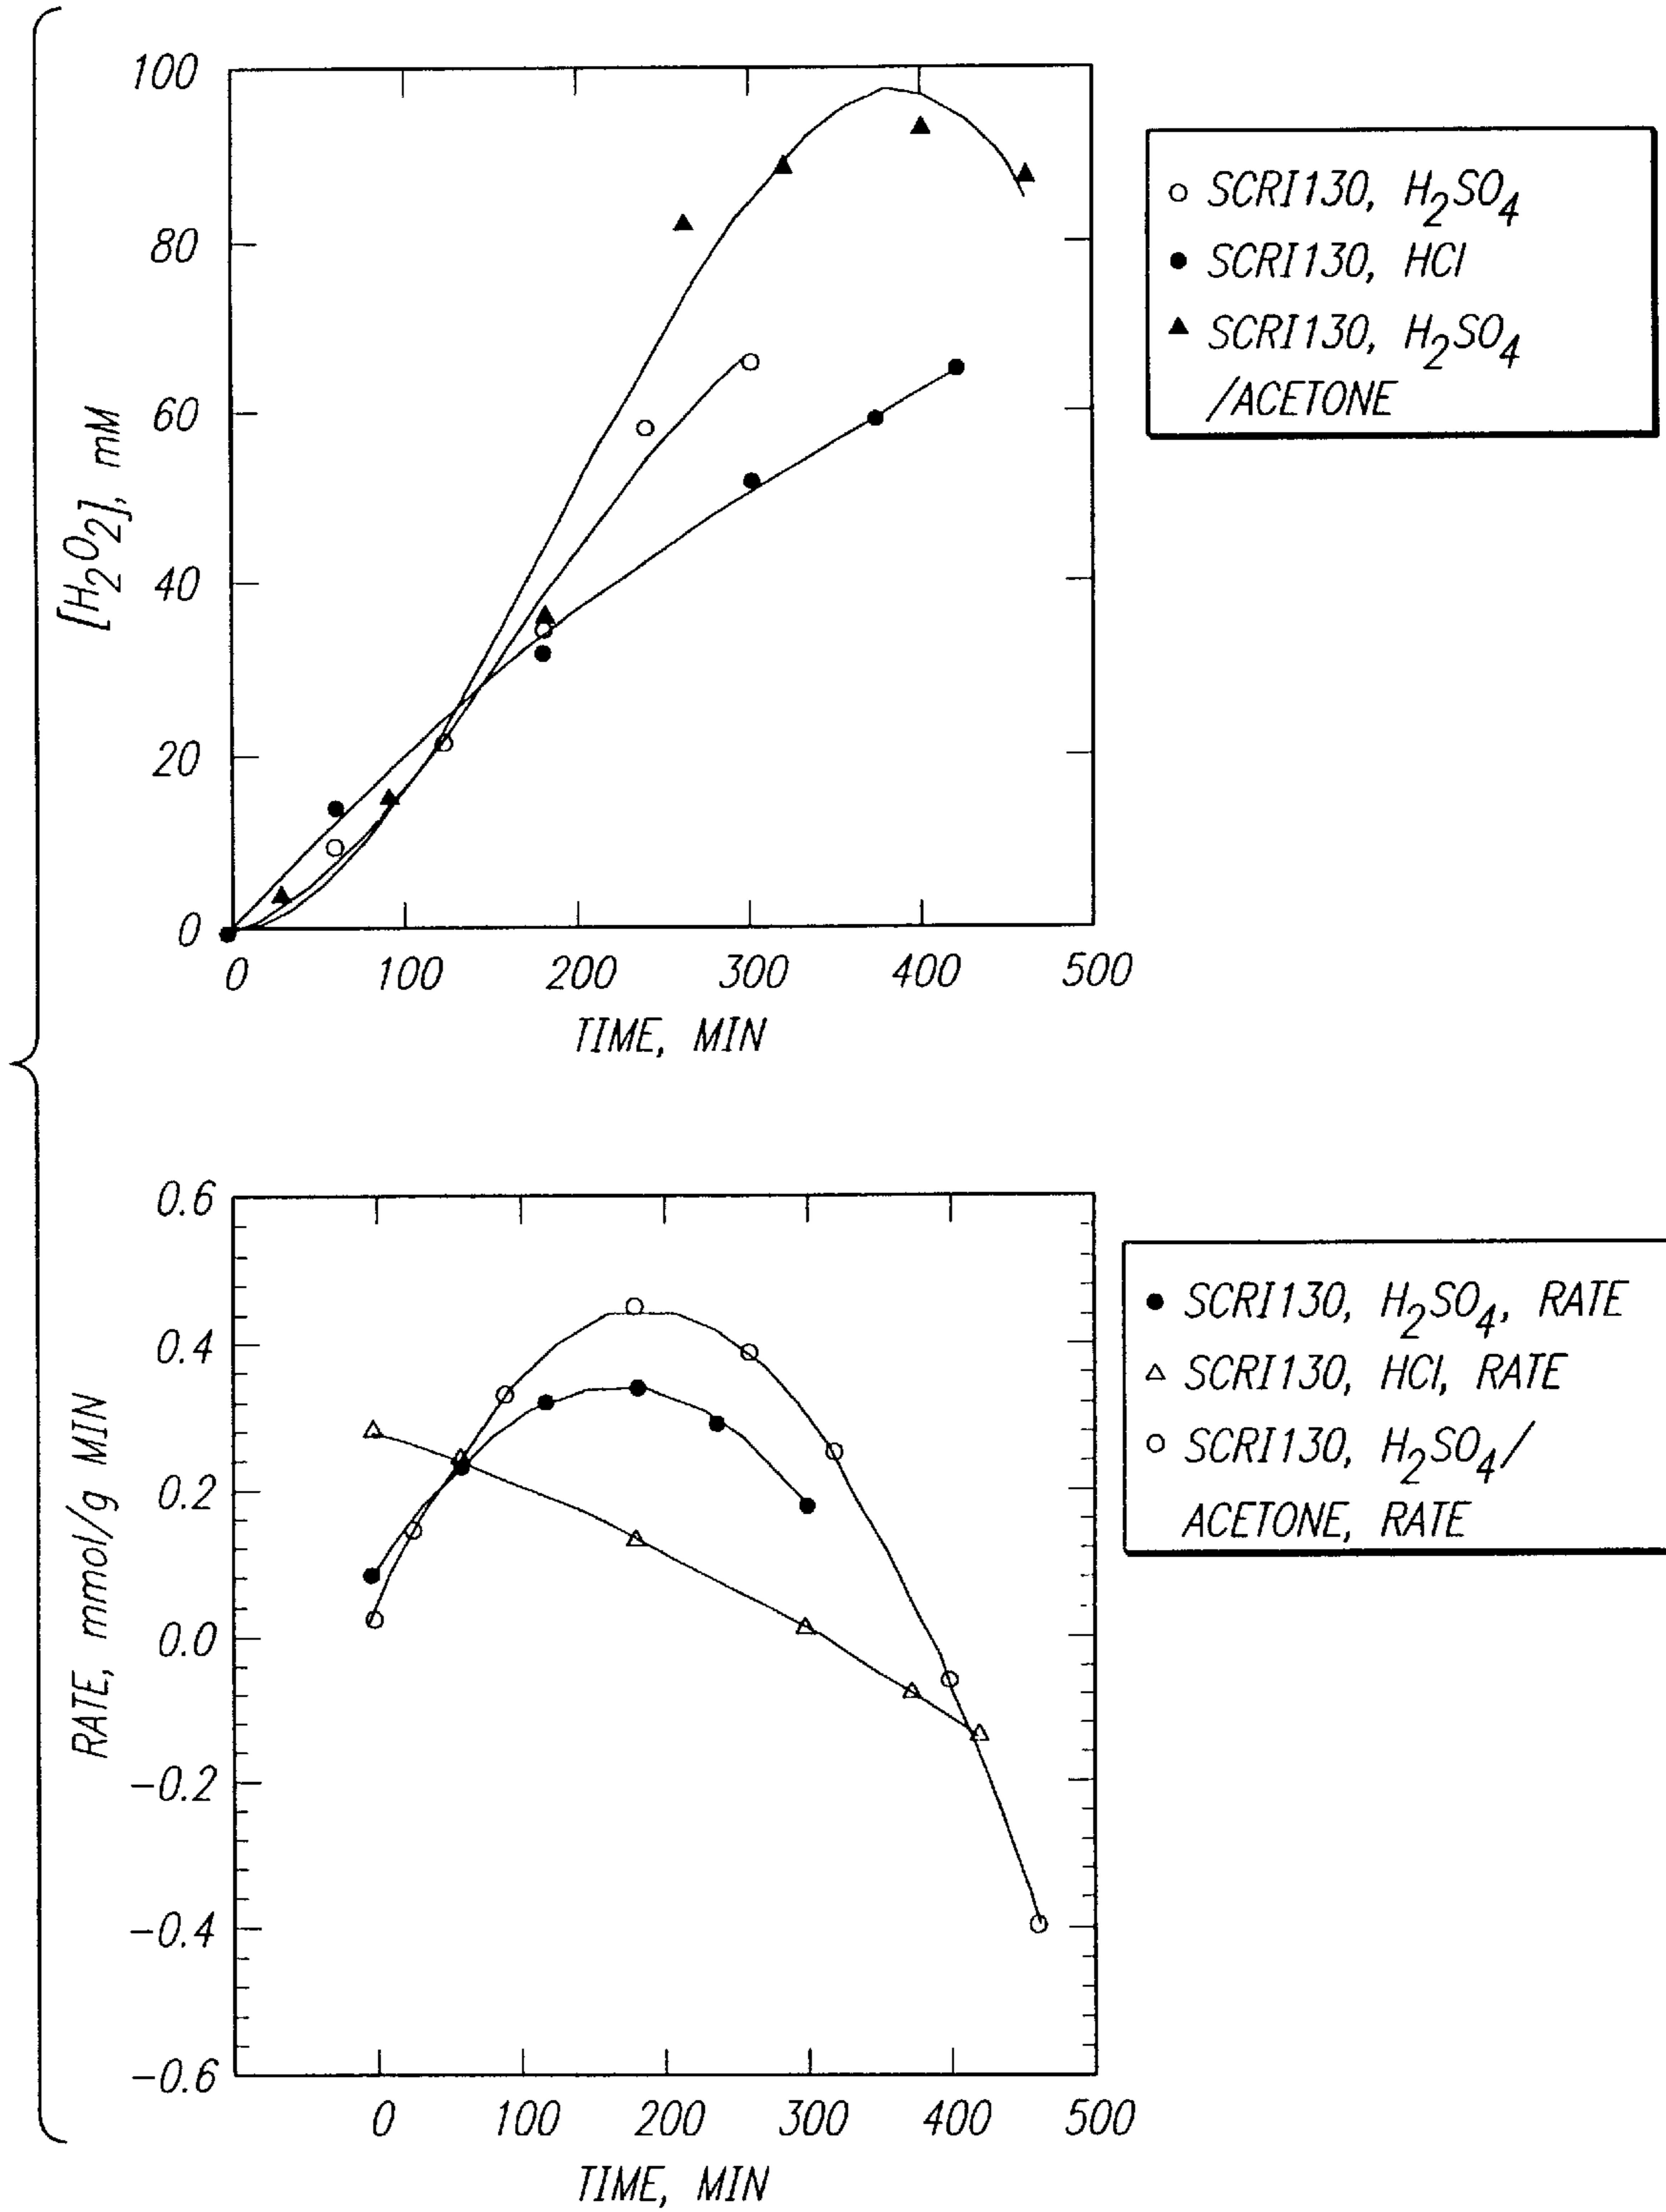 100
80
60
40
20
0
[H2O2], mM
0 100 200 300 400 500
TIME, MIN
○ SCRI130, H2SO4
● SCRI130, HCl
▲ SCRI130, H2SO4
/ACETONE
0.6
0.4
0.2
0.0
-0.2
-0.4
-0.6
RATE, mmol/g MIN
0 100 200 300 400 500
TIME, MIN
● SCRI130, H2SO4, RATE
△ SCRI130, HCl, RATE
○ SCRI130, H2SO4/
ACETONE, RATE